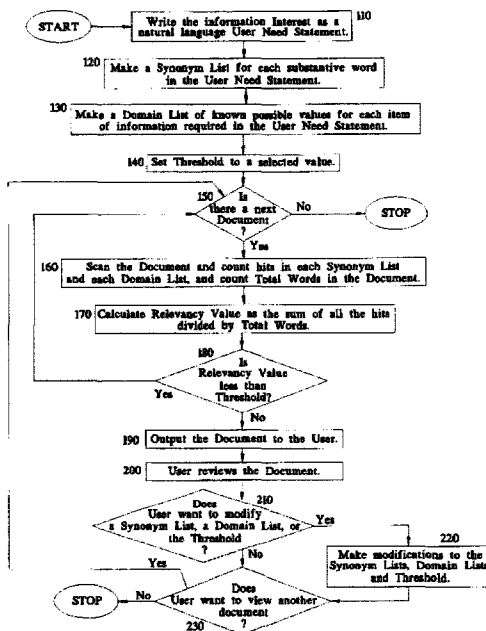 START
Write the information Interest as a
natural language User Need Statement.
110
120
Make a Synonym List for each substantive word
in the User Need Statement.
130
Make a Domain List of known possible values for each item
of information required in the User Need Statement.
140 Set Threshold to a selected value.
150
Is
there a next
Document
?
No
STOP
Yes
160
Scan the Document and count hits in each Synonym List
and each Domain List, and count Total Words in the Document.
170
Calculate Relevancy Value as the sum of all the hits
divided by Total Words.
180
Is
Relevancy Value
less than
Threshold?
Yes
No
190
Output the Document to the User.
200
User reviews the Document.
210
Does
User want to modify
a Synonym List, a Domain List, or
the Threshold
?
Yes
No
220
Make modifications to the
Synonym Lists, Domain Lists
and Threshold.
Yes
Does
User want to view another
document
?
No
STOP
230